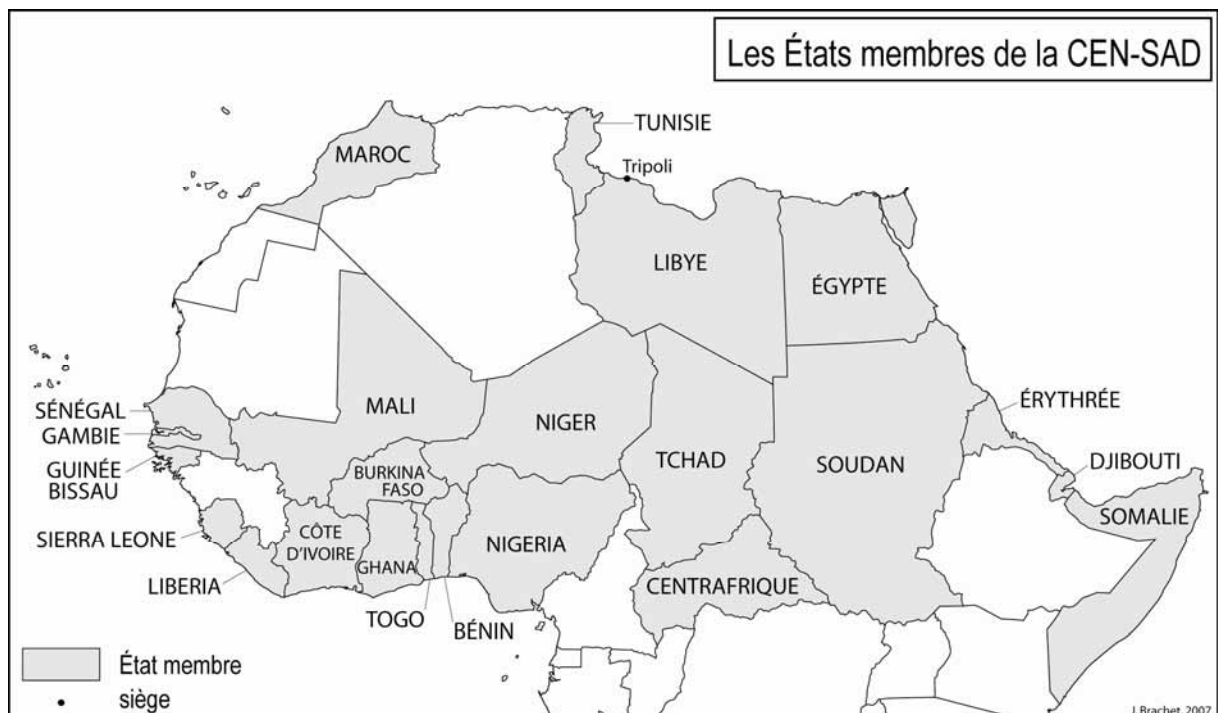 Les États membres de la CEN-SAD
TUNISIE
MAROC
Tripoli
LIBYE
ÉGYPTE
SÉNÉGAL
MALI
ÉRYTHRÉE
GAMBIE
NIGER
TCHAD
SOUDAN
DJIBOUTI
GUINÉE
BISSAU
BURKINA
FASO
SOMALIE
SIERRA LEONE
CÔTE
D'IVOIRE
NIGERIA
GHANA
LIBERIA
CENTRAFRIQUE
TOGO
BÉNIN
État membre
siège
J. Brachet, 2007